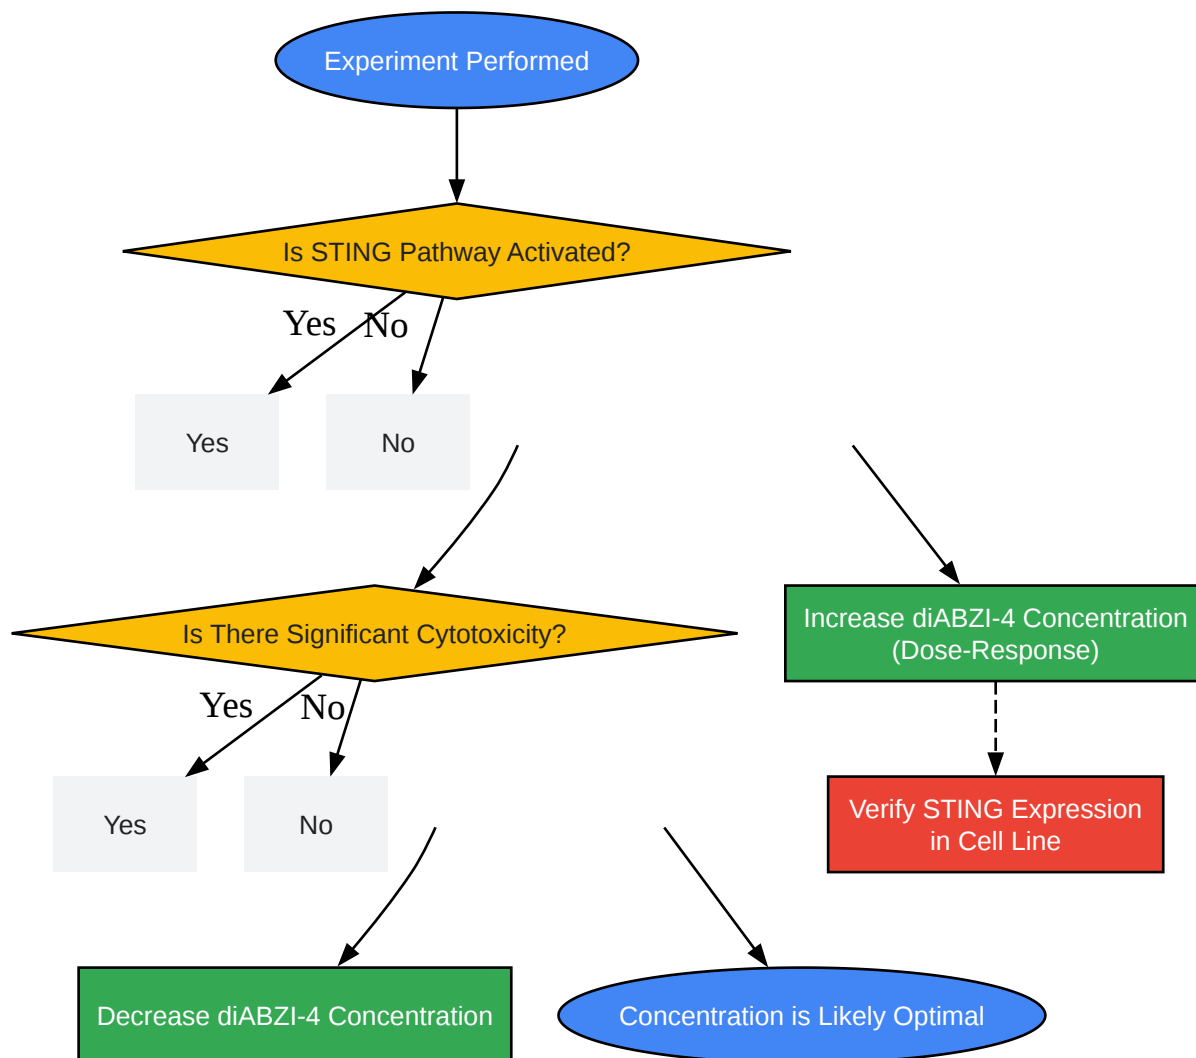 Experiment Performed
Is STING Pathway Activated?
Yes
No
Yes
No
Is There Significant Cytotoxicity?
Increase diABZI-4 Concentration
(Dose-Response)
Yes
No
Yes
No
Verify STING Expression
in Cell Line
Decrease diABZI-4 Concentration
Concentration is Likely Optimal